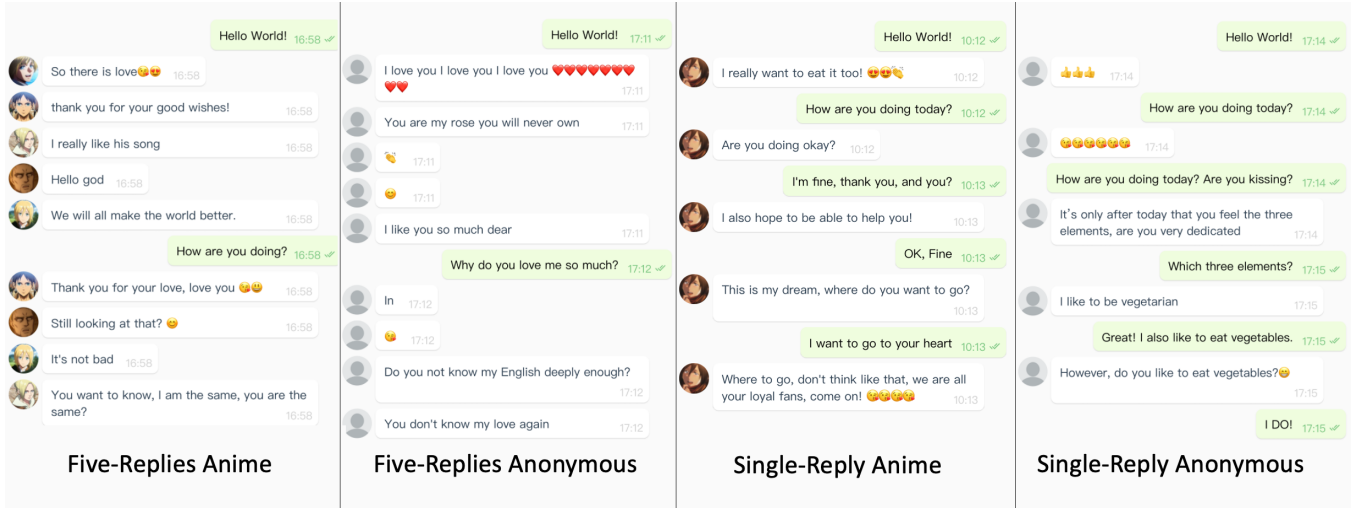 Hello World! 16:58
So there is love😘😍 16:58
thank you for your good wishes! 16:58
I really like his song 16:58
Hello god 16:58
We will all make the world better. 16:58
How are you doing? 16:58
Thank you for your love, love you 😘😃 16:58
Still looking at that? 😊 16:58
It's not bad 16:58
You want to know, I am the same, you are the
same? 16:58
Five-Replies Anime
Hello World! 17:11
I love you I love you I love you ❤️❤️❤️❤️❤️❤️❤️
❤️❤️ 17:11
You are my rose you will never own 17:11
👏 17:11
😊 17:11
I like you so much dear 17:11
Why do you love me so much? 17:12
In 17:12
😘 17:12
Do you not know my English deeply enough?
17:12
You don't know my love again 17:12
Five-Replies Anonymous
Hello World! 10:12
I really want to eat it too! 😍😍👏 10:12
How are you doing today? 10:12
Are you doing okay? 10:12
I'm fine, thank you, and you? 10:13
I also hope to be able to help you! 10:13
OK, Fine 10:13
This is my dream, where do you want to go?
10:13
I want to go to your heart 10:13
Where to go, don't think like that, we are all
your loyal fans, come on! 😘😘😘😘 10:13
Single-Reply Anime
Hello World! 17:14
👍👍👍 17:14
How are you doing today? 17:14
😘😘😘😘😘😘 17:14
How are you doing today? Are you kissing? 17:14
It's only after today that you feel the three
elements, are you very dedicated 17:14
Which three elements? 17:15
I like to be vegetarian 17:15
Great! I also like to eat vegetables. 17:15
However, do you like to eat vegetables?😁
17:15
I DO! 17:15
Single-Reply Anonymous